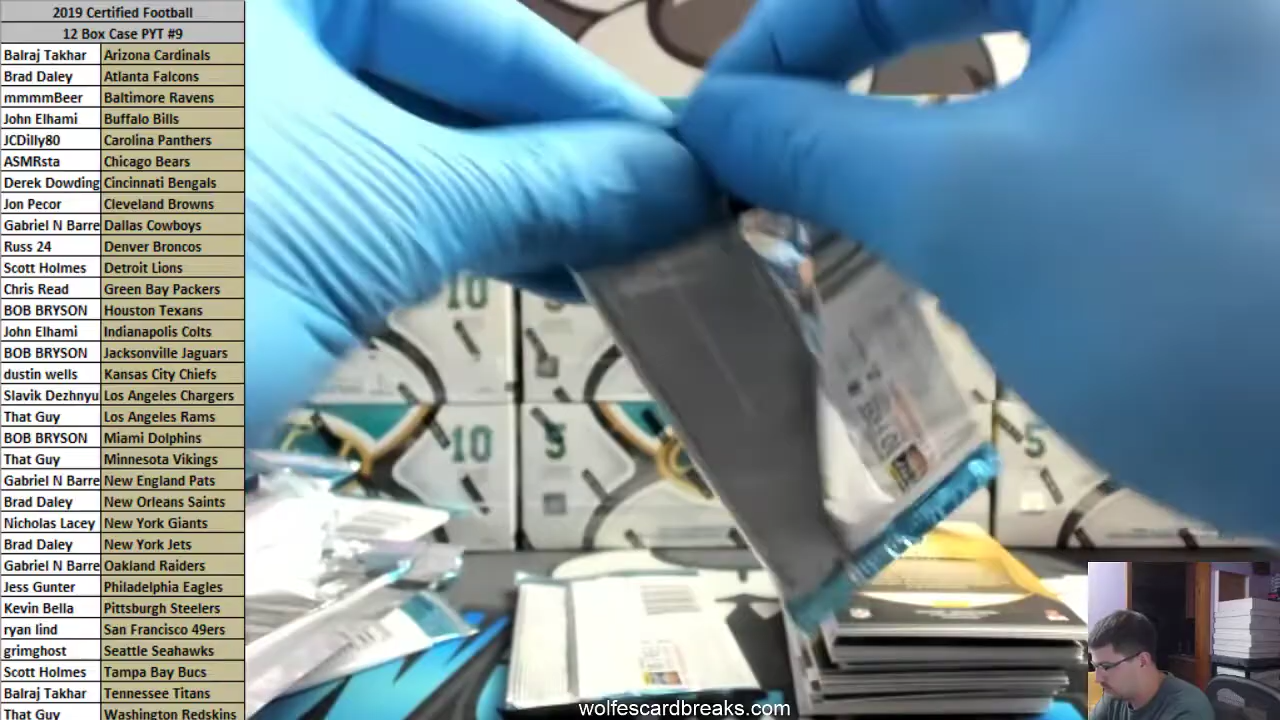 2019 Certified Football
12 Box Case PYT #9
Balraj Takhar Arizona Cardinals
Brad Daley Atlanta Falcons
mmmmBeer Baltimore Ravens
John Elhami Buffalo Bills
JCDilly80 Carolina Panthers
ASMRsta Chicago Bears
Derek Dowding Cincinnati Bengals
Jon Pecor Cleveland Browns
Gabriel N Barre Dallas Cowboys
Russ 24 Denver Broncos
Scott Holmes Detroit Lions
Chris Read Green Bay Packers
BOB BRYSON Houston Texans
John Elhami Indianapolis Colts
BOB BRYSON Jacksonville Jaguars
dustin wells Kansas City Chiefs
Slavik Dezhnyu Los Angeles Chargers
That Guy Los Angeles Rams
BOB BRYSON Miami Dolphins
That Guy Minnesota Vikings
Gabriel N Barre New England Pats
Brad Daley New Orleans Saints
Nicholas Lacey New York Giants
Brad Daley New York Jets
Gabriel N Barre Oakland Raiders
Jess Gunter Philadelphia Eagles
Kevin Bella Pittsburgh Steelers
ryan lind San Francisco 49ers
grimghost Seattle Seahawks
Scott Holmes Tampa Bay Bucs
Balraj Takhar Tennessee Titans
That Guy Washington Redskins
10
10 5 5
wolfescardbreaks.com